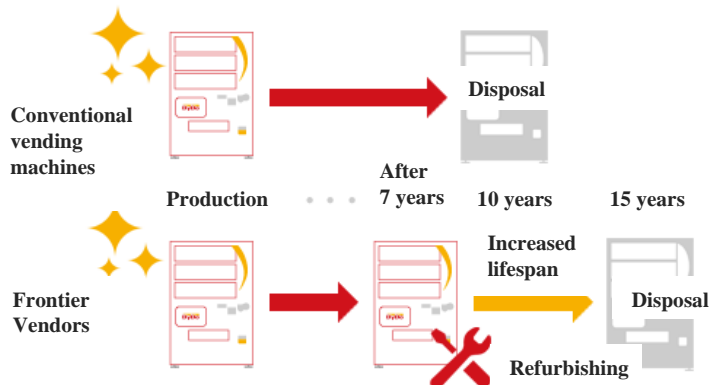 Conventional
vending
machines
Disposal
Production
After
7 years
10 years
15 years
Frontier
Vendors
Increased
lifespan
Refurbishing
Disposal